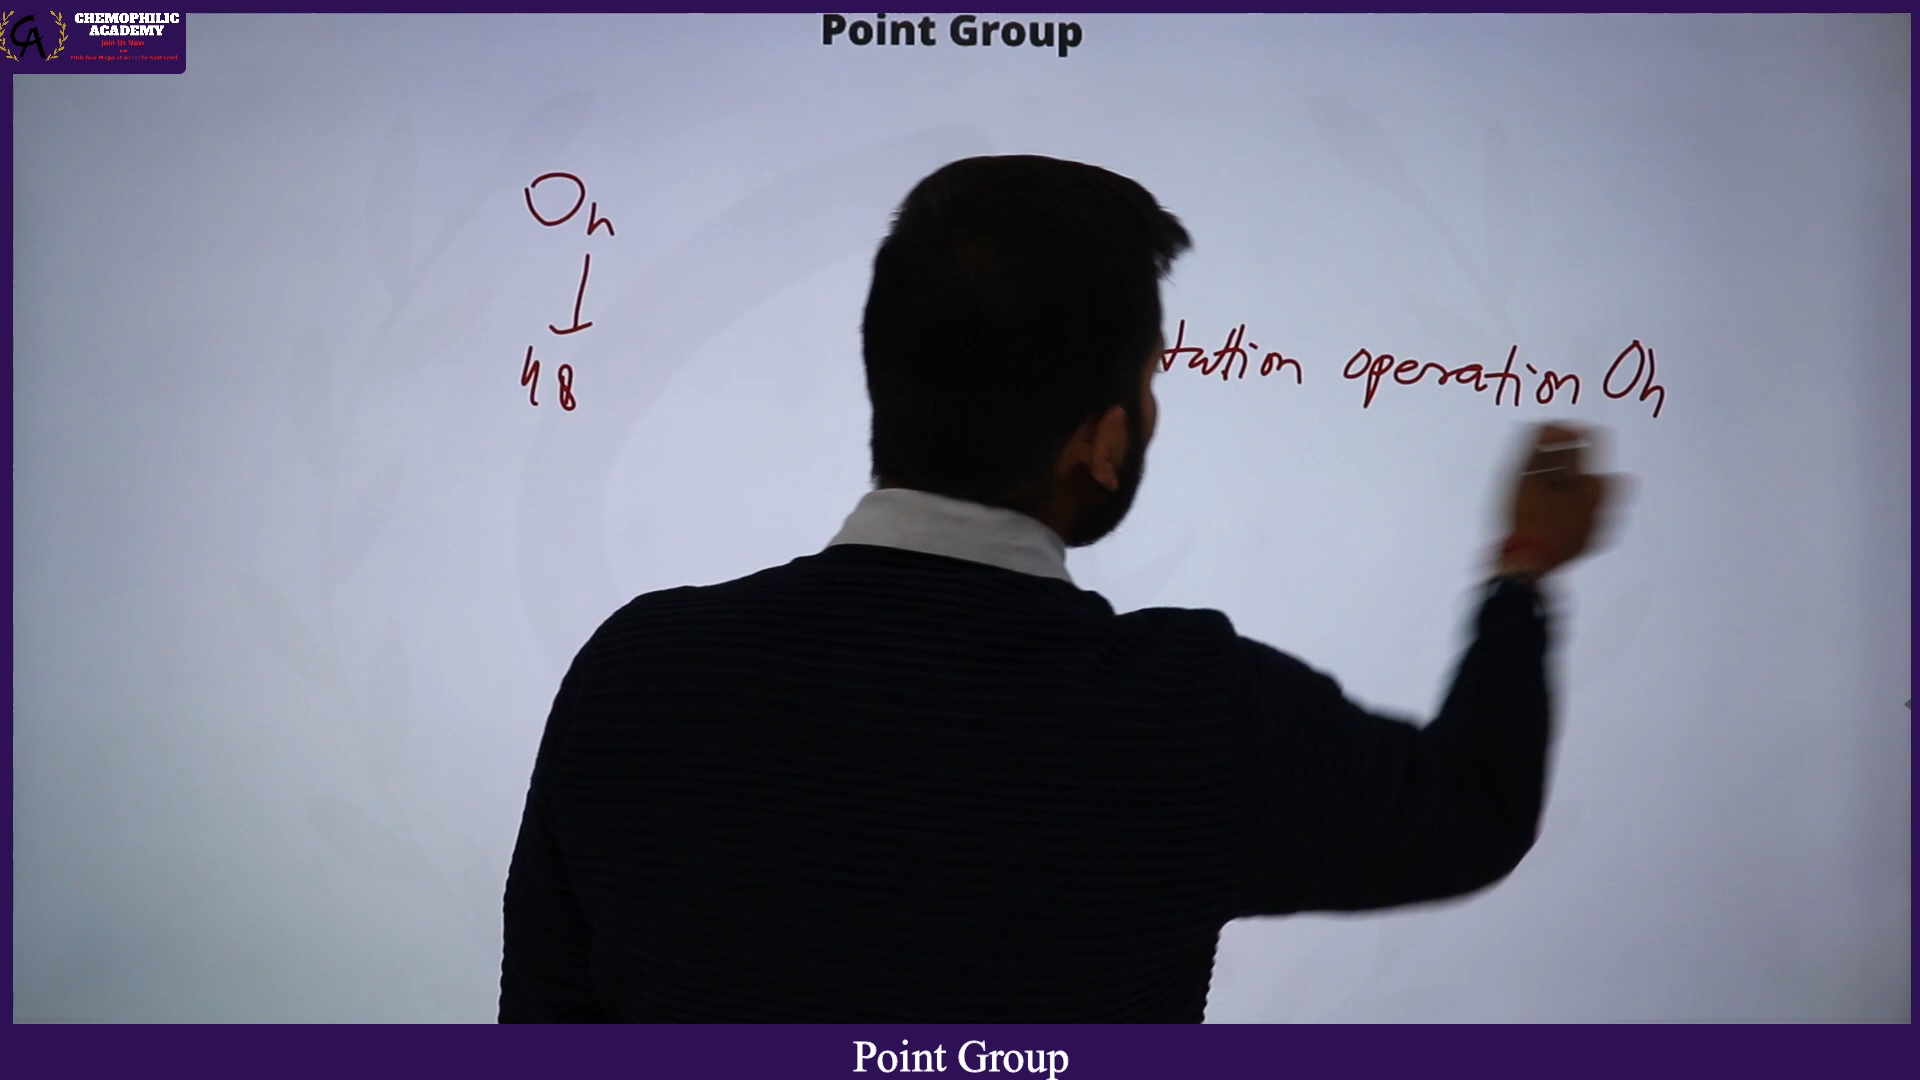 CHEMOPHILIC
ACADEMY
Join Us Now
Point Group
Oh
48
tation operation Oh
Point Group